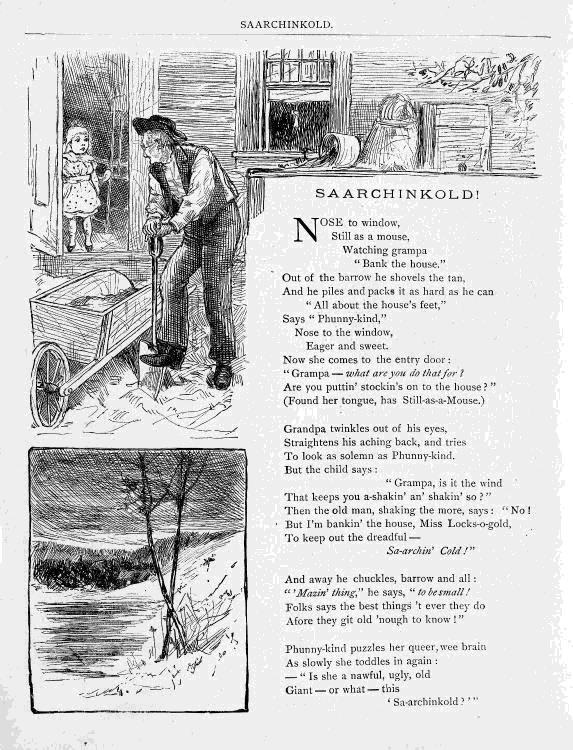 SAARCHINKOLD.
SAARCHINKOLD!
NOSE to window,
Still as a mouse,
Watching grampa
"Bank the house."
Out of the barrow he shovels the tan,
And he piles and packs it as hard as he can
"All about the house's feet,"
Says "Phunny-kind,"
Nose to the window,
Eager and sweet.
Now she comes to the entry door:
"Grampa — what are you do that for?
Are you puttin' stockin's on to the house?"
(Found her tongue, has Still-as-a-Mouse.)
Grandpa twinkles out of his eyes,
Straightens his aching back, and tries
To look as solemn as Phunny-kind.
But the child says:
"Grampa, is it the wind
That keeps you a-shakin' an' shakin' so?"
Then the old man, shaking the more, says: "No!
But I'm bankin' the house, Miss Locks-o-gold,
To keep out the dreadful —
Sa-archin' Cold!"
And away he chuckles, barrow and all:
"'Mazin' thing," he says, "to be small!
Folks says the best things 't ever they do
Afore they git old 'nough to know!"
Phunny-kind puzzles her queer, wee brain
As slowly she toddles in again:
— "Is she a nawful, ugly, old
Giant — or what — this
'Sa-archinkold?'"